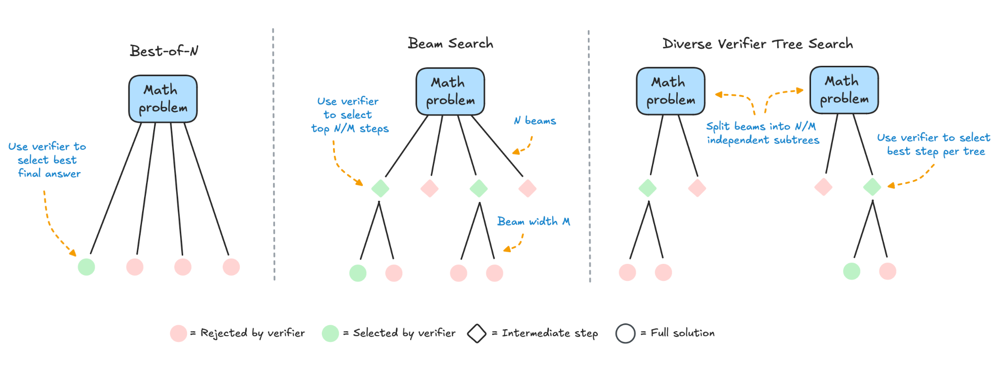 Best-of-N
Math
problem
Use verifier to
select best
final answer
Beam Search
Math
problem
Use verifier
to select
top N/M steps
N beams
Beam width M
Diverse Verifier Tree Search
Math
problem
Math
problem
Split beams into N/M
independent subtrees
Use verifier to select
best step per tree
= Rejected by verifier
= Selected by verifier
= Intermediate step
= Full solution